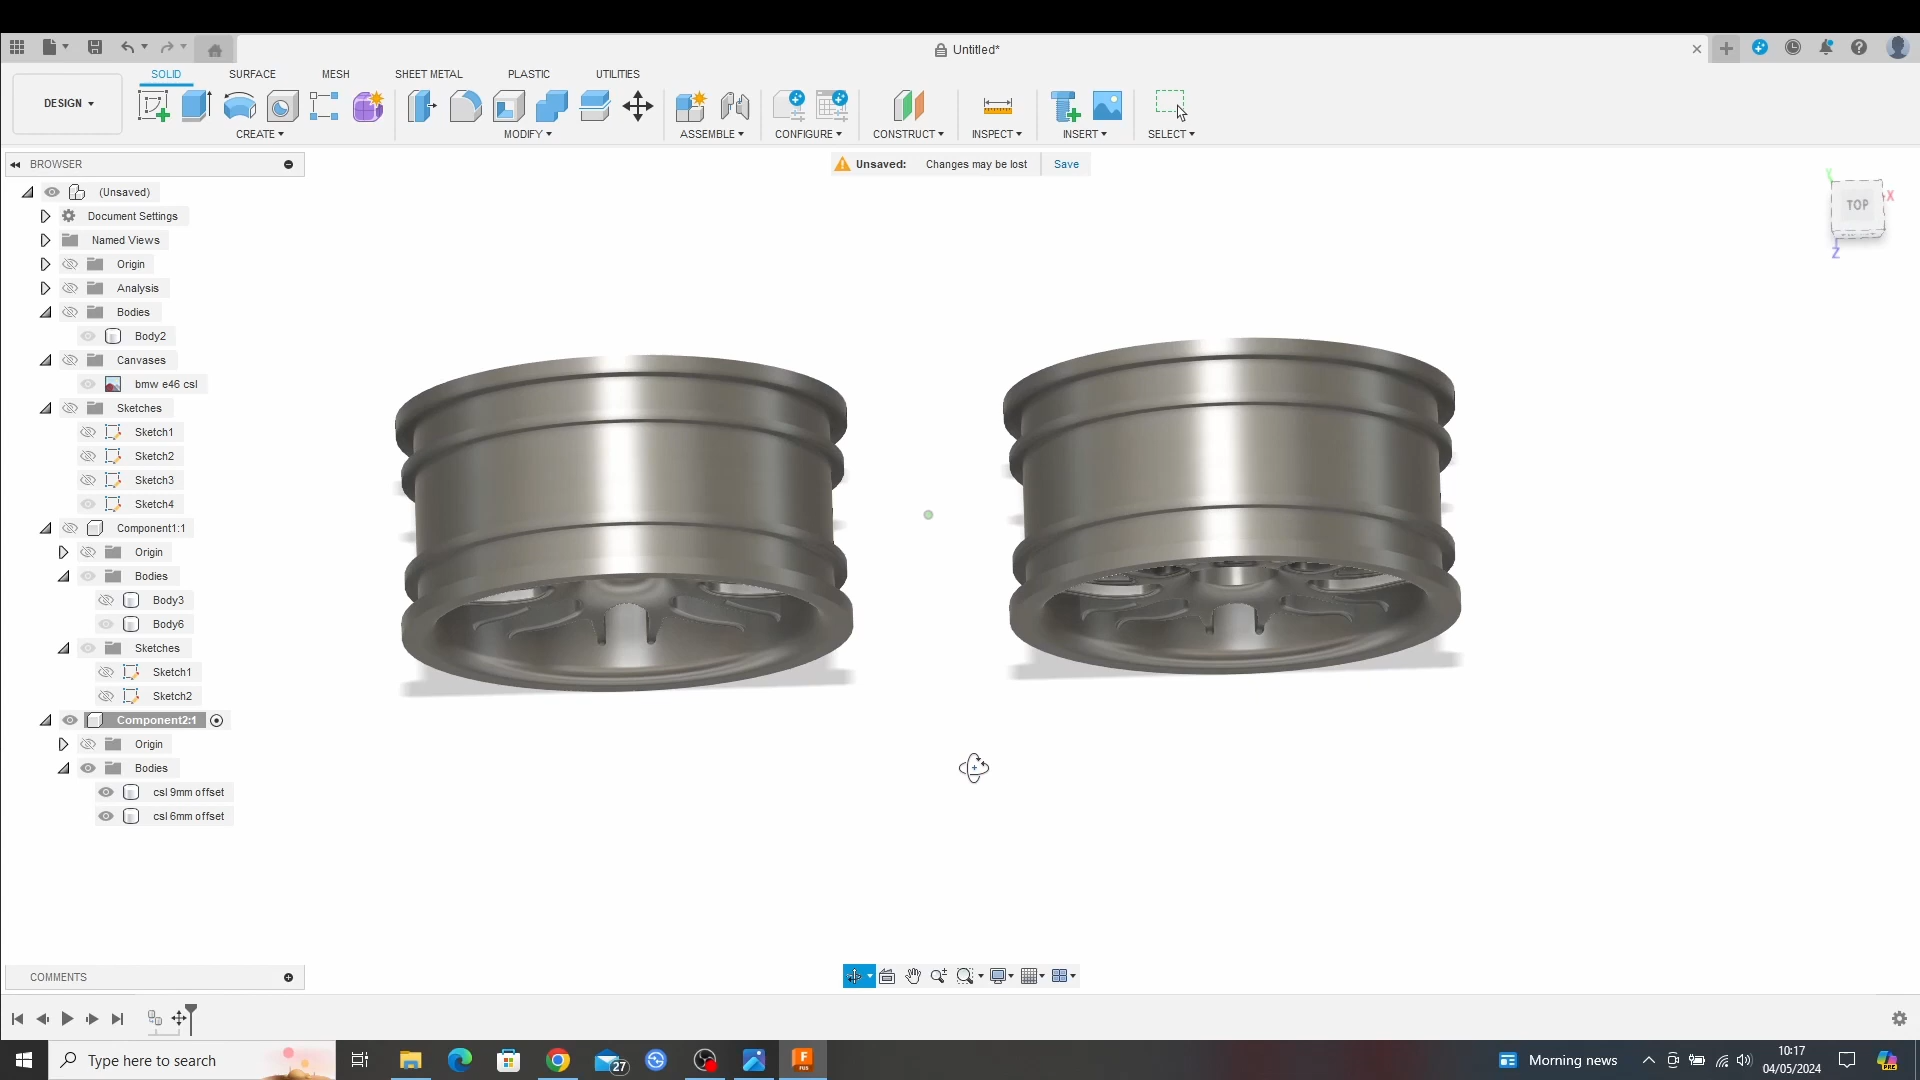 Untitled*
DESIGN
SOLID
SURFACE
MESH
SHEET METAL
PLASTIC
UTILITIES
CREATE
MODIFY
ASSEMBLE
CONFIGURE
CONSTRUCT
INSPECT
INSERT
SELECT
BROWSER
Unsaved: Changes may be lost Save
TOP
X
Y
Z
(Unsaved)
Document Settings
Named Views
Origin
Analysis
Bodies
Body2
Canvases
bmw e46 csl
Sketches
Sketch1
Sketch2
Sketch3
Sketch4
Component1:1
Origin
Bodies
Body3
Body6
Sketches
Sketch1
Sketch2
Component2:1
Origin
Bodies
csl 9mm offset
csl 6mm offset
COMMENTS
Type here to search
27
F
FUS
Morning news
10:17
04/05/2024
PRE